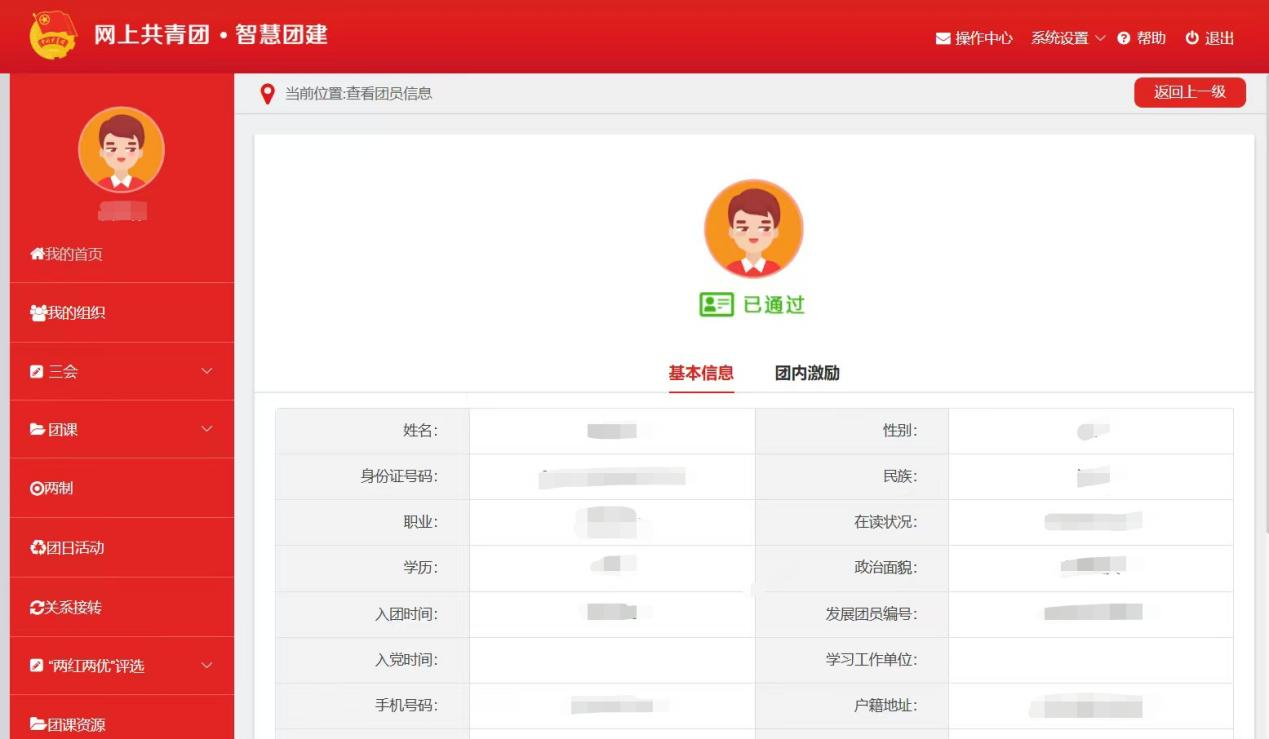 网上共青团·智慧团建
操作中心 系统设置 帮助 退出
当前位置:查看团员信息
返回上一级
我的首页
我的组织
三会
团课
两制
团日活动
关系接转
“两红两优”评选
团课资源
已通过
基本信息 团内激励
姓名： 性别：
身份证号码： 民族：
职业： 在读状况：
学历： 政治面貌：
入团时间： 发展团员编号：
入党时间： 学习工作单位：
手机号码： 户籍地址：